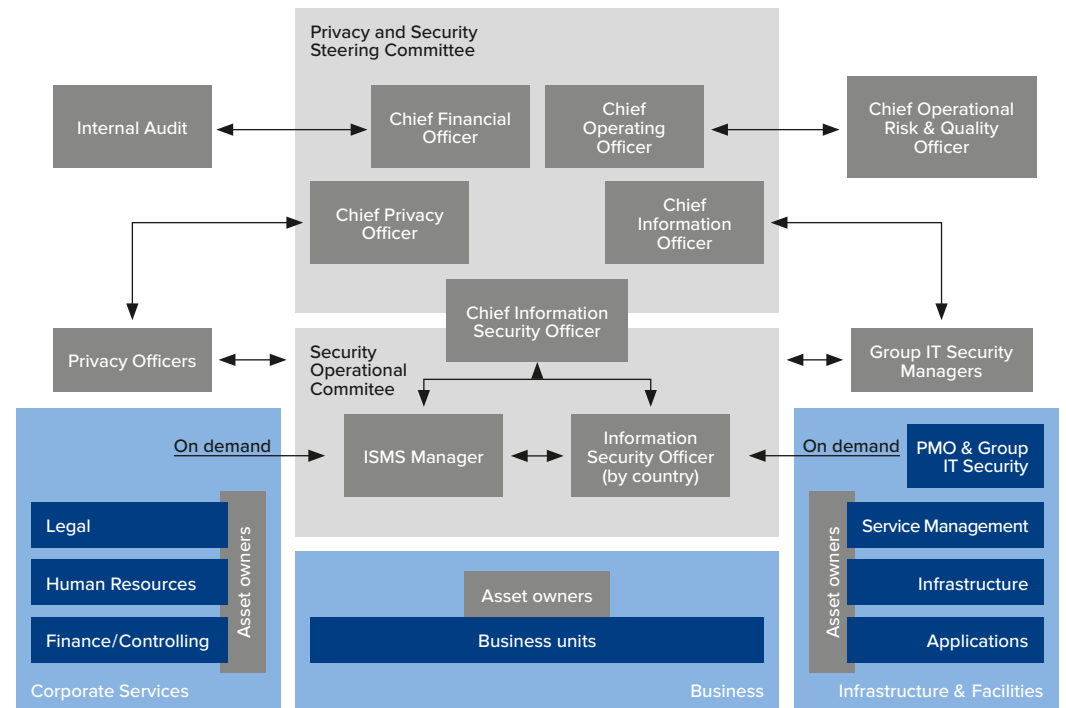 Privacy and Security
Steering Committee
Internal Audit
Chief Financial
Officer
Chief
Operating
Officer
Chief Operational
Risk & Quality
Officer
Chief Privacy
Officer
Chief
Information
Officer
Chief Information
Security Officer
Privacy Officers
Security
Operational
Commitee
Group IT Security
Managers
On demand
ISMS Manager
Information
Security Officer
(by country)
On demand
PMO & Group
IT Security
Legal
Human Resources
Finance/Controlling
Asset owners
Corporate Services
Asset owners
Business units
Business
Asset owners
Service Management
Infrastructure
Applications
Infrastructure & Facilities